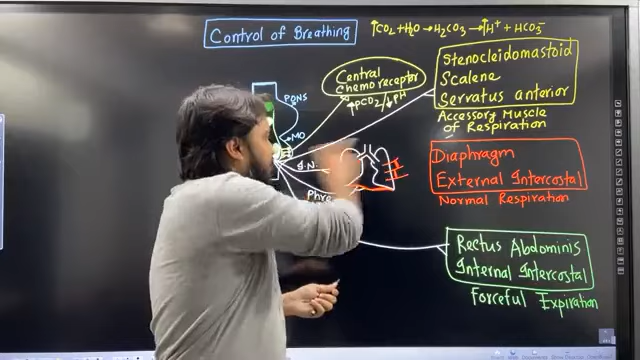 Control of Breathing
↑CO₂ + H₂O → H₂CO₃ → ↑H⁺ + HCO₃⁻
Central
Chemoreceptor
↑PCO₂/↓PH
PONS
MO
I.N.
Phre
Stenocleidomastoid
Scalene
Serratus anterior
Accessory Muscle
of Respiration
Diaphragm
External Intercostal
Normal Respiration
Rectus Abdominis
Internal Intercostal
Forceful Expiration